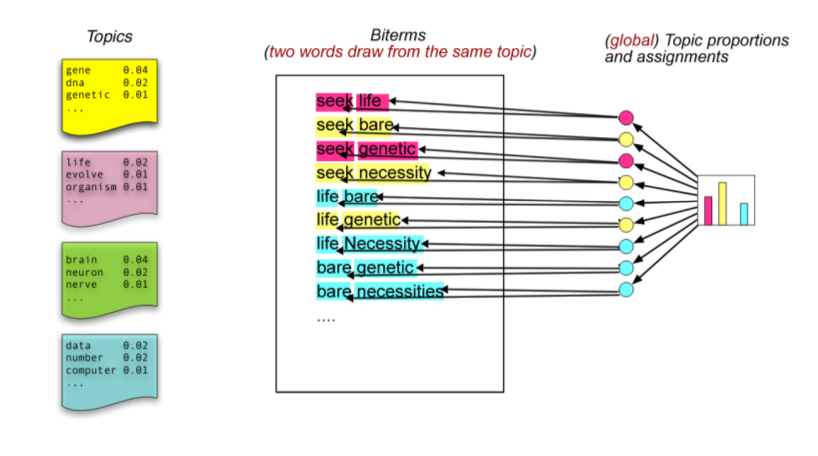 Topics
gene 0.04
dna 0.02
genetic 0.01
...
life 0.02
evolve 0.01
organism 0.01
...
brain 0.04
neuron 0.02
nerve 0.01
...
data 0.02
number 0.02
computer 0.01
...
Biterms
(two words draw from the same topic)
seek life
seek bare
seek genetic
seek necessity
life bare
life genetic
life Necessity
bare genetic
bare necessities
....
(global) Topic proportions
and assignments